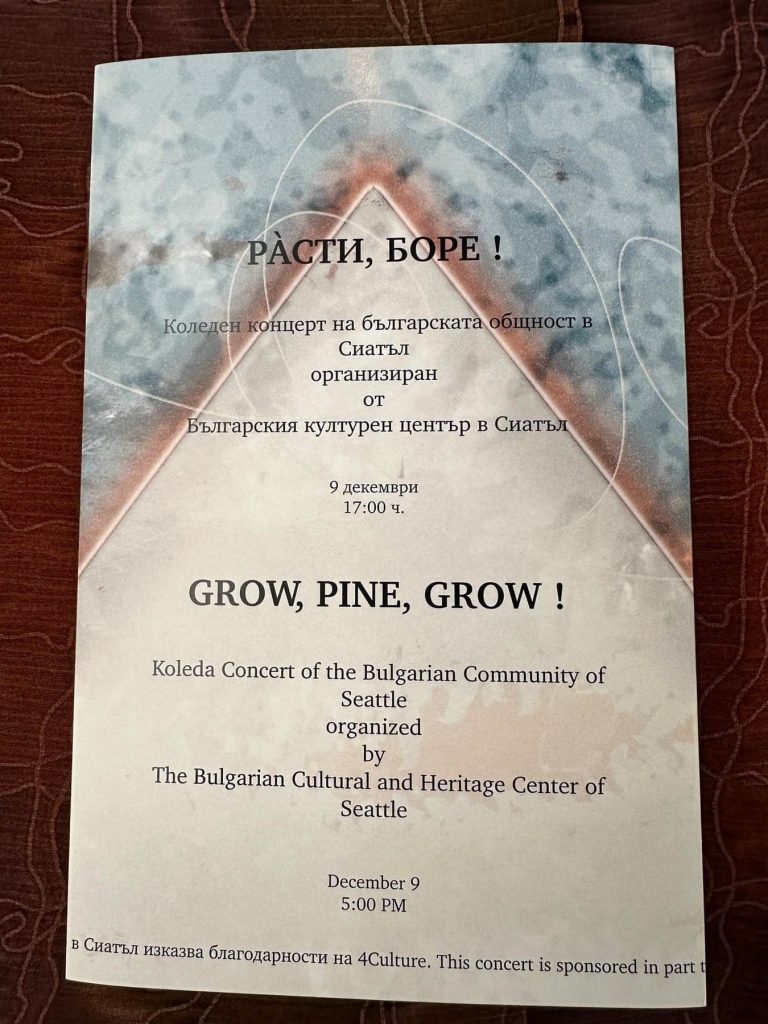 РА̀СТИ, БОРЕ !
Коледен концерт на българската общност в
Сиатъл
организиран
от
Българския културен център в Сиатъл
9 декември
17:00 ч.
GROW, PINE, GROW !
Koleda Concert of the Bulgarian Community of
Seattle
organized
by
The Bulgarian Cultural and Heritage Center of
Seattle
December 9
5:00 PM
в Сиатъл изказва благодарности на 4Culture. This concert is sponsored in part